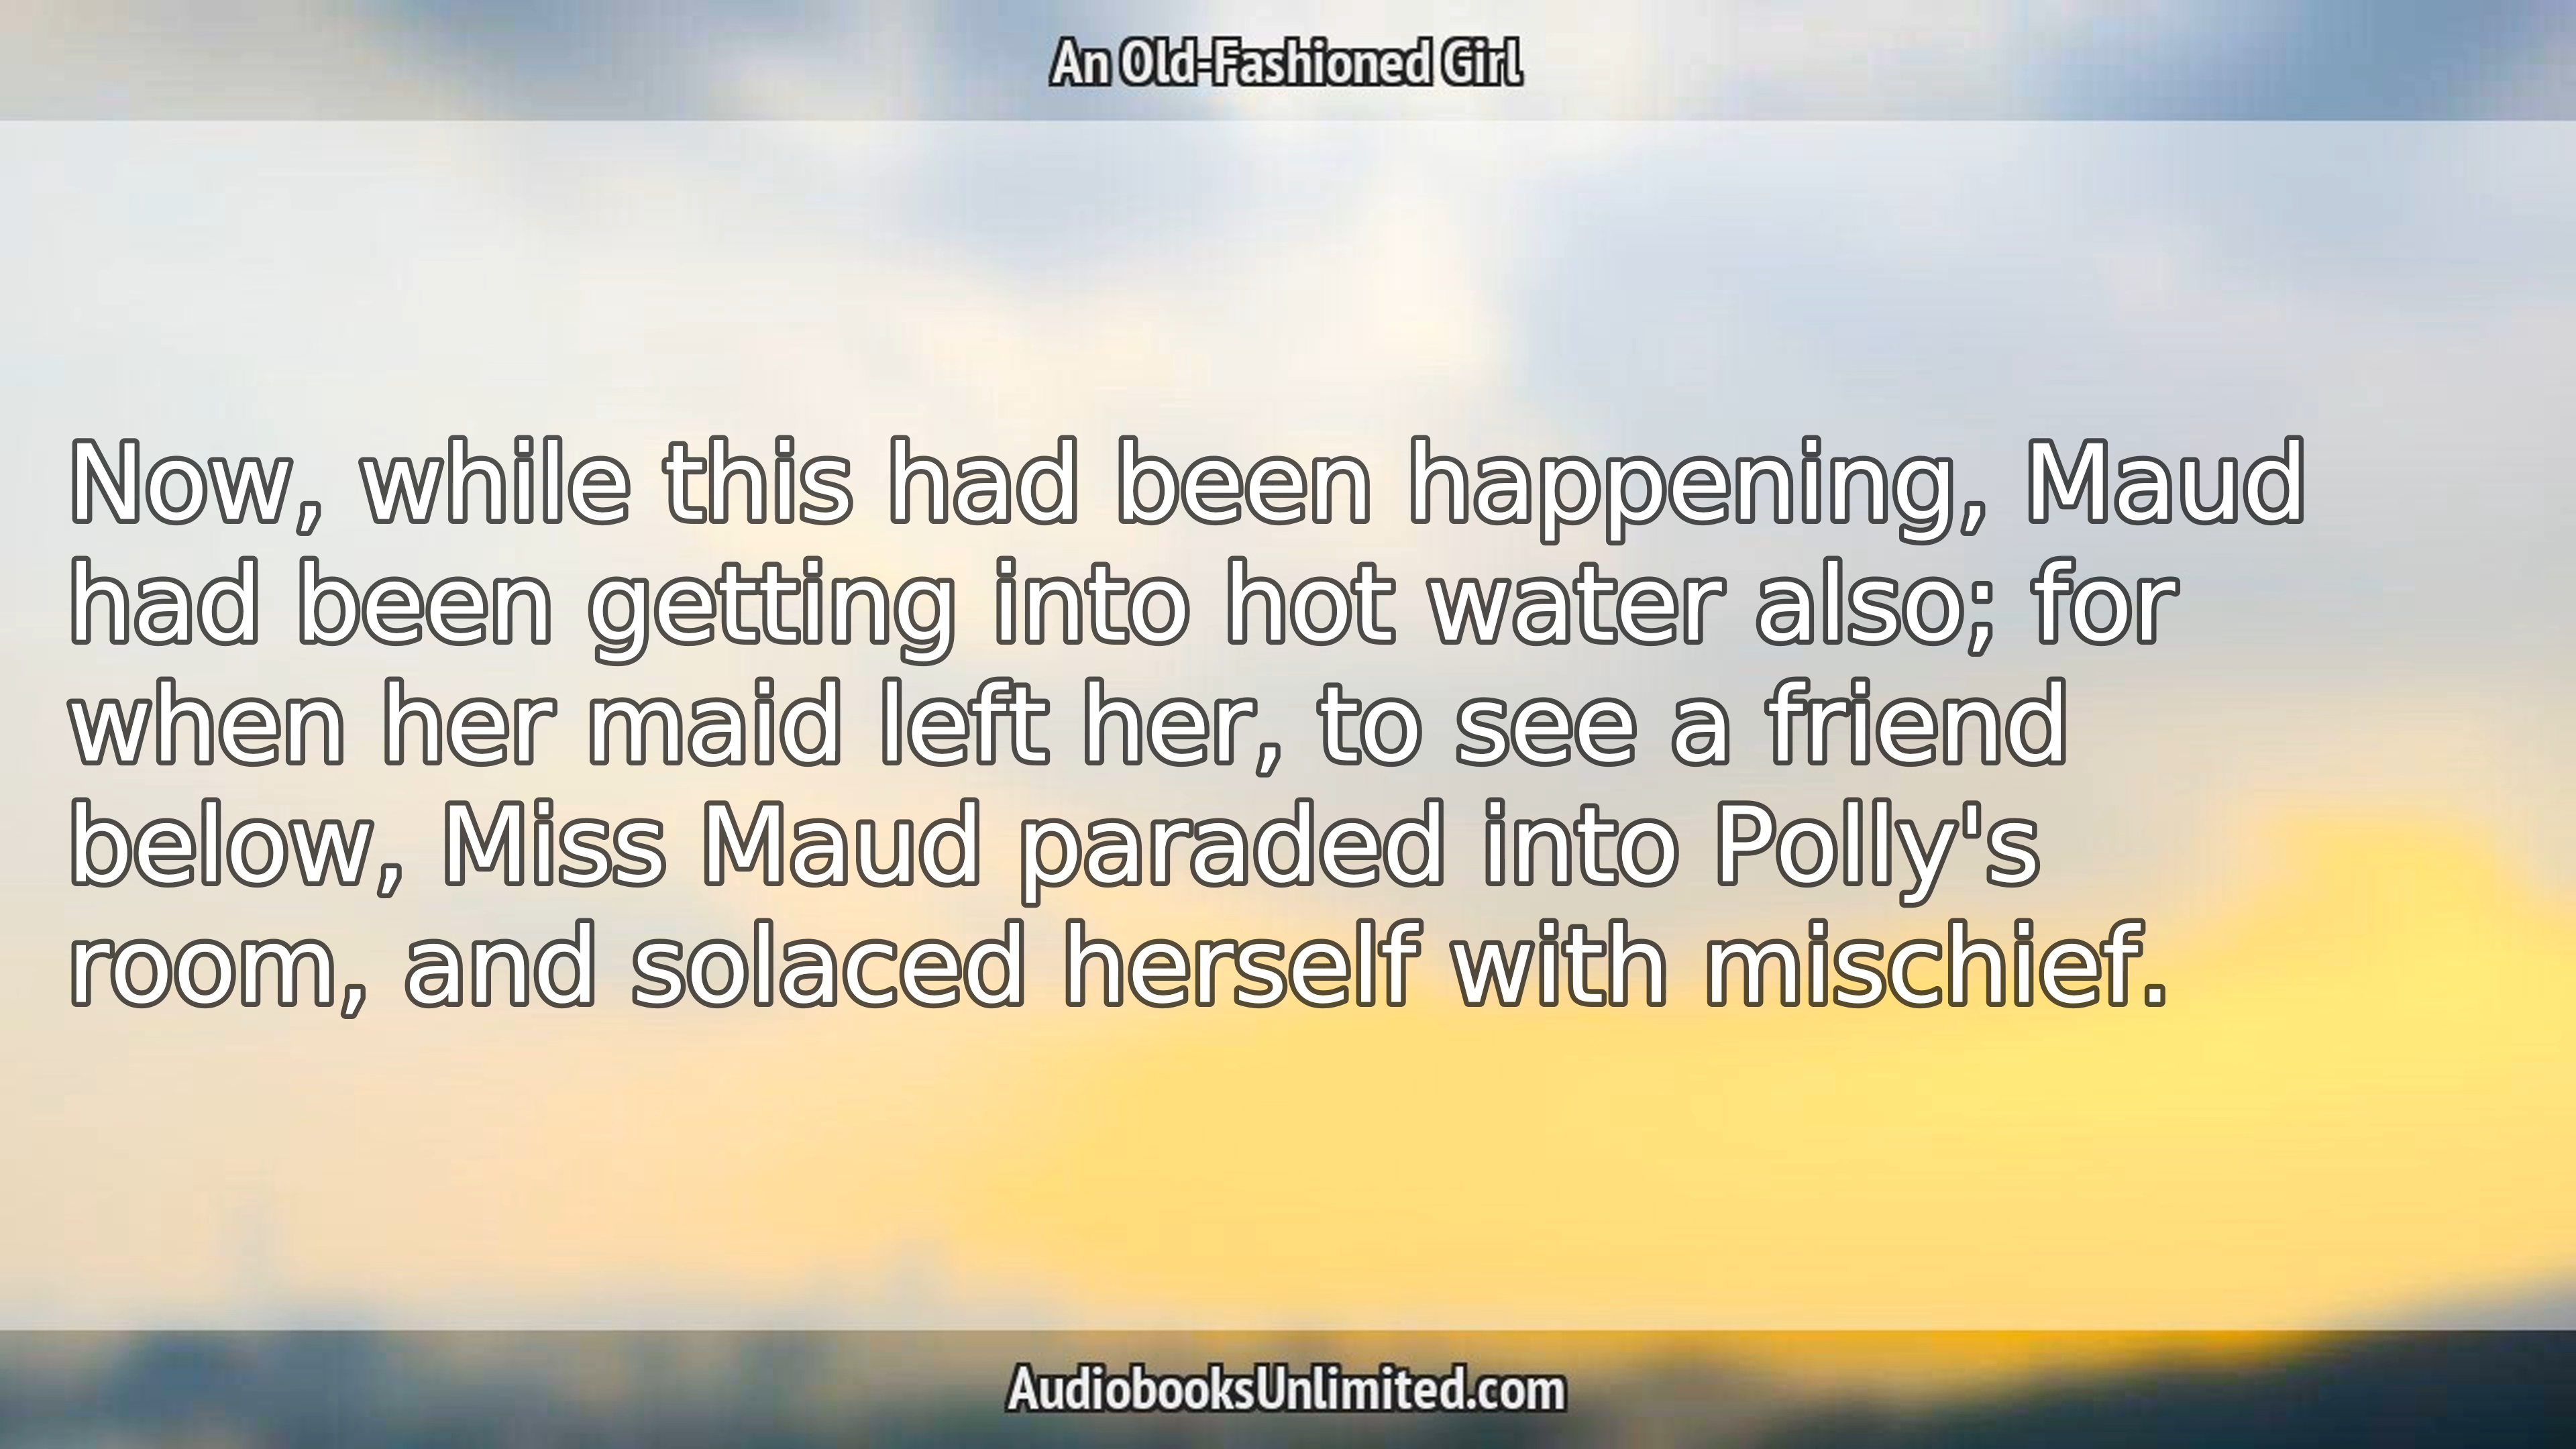 An Old-Fashioned Girl
Now, while this had been happening, Maud
had been getting into hot water also; for
when her maid left her, to see a friend
below, Miss Maud paraded into Polly's
room, and solaced herself with mischief.
AudiobooksUnlimited.com